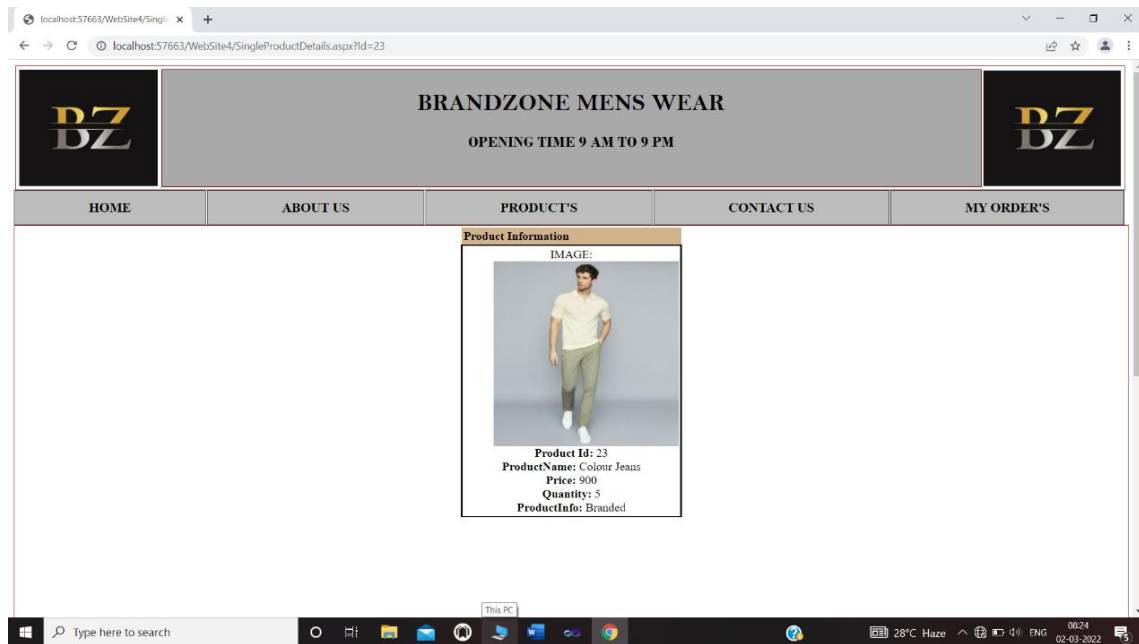 localhost:57663/WebSite4/Singl
localhost:57663/WebSite4/SingleProductDetails.aspx?Id=23
BZ
BRANDZONE MENS WEAR
OPENING TIME 9 AM TO 9 PM
BZ
HOME
ABOUT US
PRODUCT'S
CONTACT US
MY ORDER'S
Product Information
IMAGE:
Product Id: 23
ProductName: Colour Jeans
Price: 900
Quantity: 5
ProductInfo: Branded
This PC
Type here to search
28°C Haze
ENG
08:24
02-03-2022